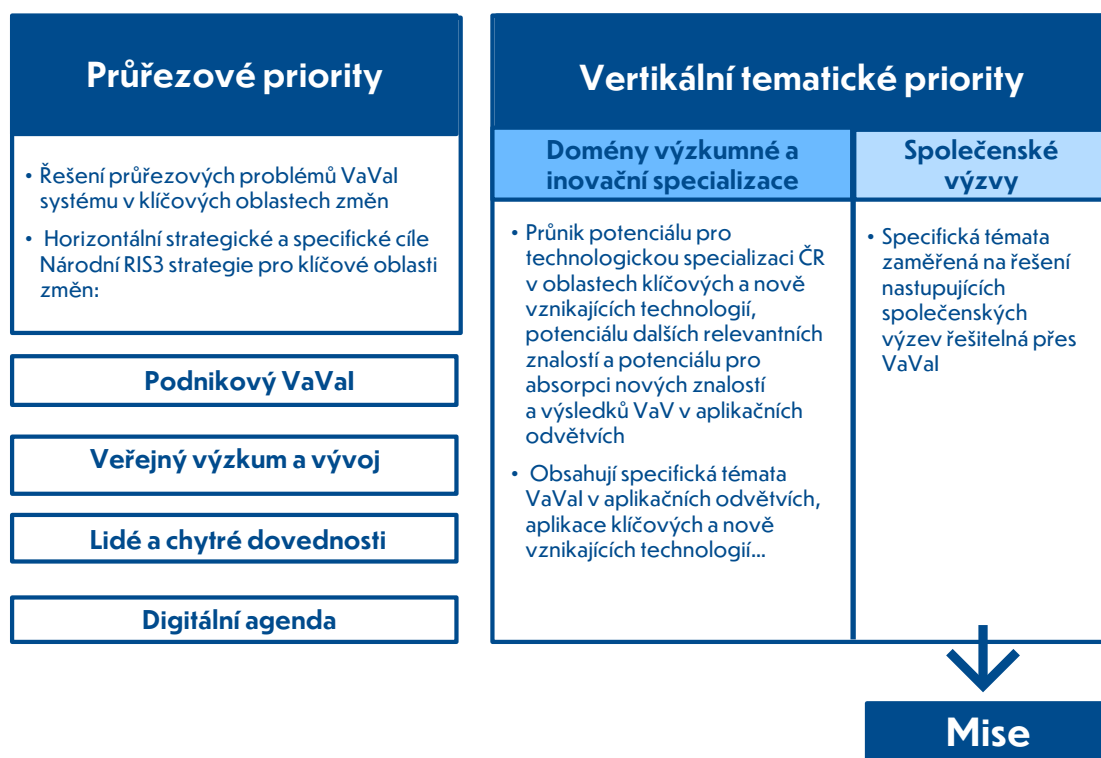 Průřezové priority
• Řešení průřezových problémů VaVaI
systému v klíčových oblastech změn
• Horizontální strategické a specifické cíle
Národní RIS3 strategie pro klíčové oblasti
změn:
Podnikový VaVaI
Veřejný výzkum a vývoj
Lidé a chytré dovednosti
Digitální agenda
Vertikální tematické priority
Domény výzkumné a
inovační specializace
• Průnik potenciálu pro
technologickou specializaci ČR
v oblastech klíčových a nově
vznikajících technologií,
potenciálu dalších relevantních
znalostí a potenciálu pro
absorpci nových znalostí
a výsledků VaV v aplikačních
odvětvích
• Obsahují specifická témata
VaVaI v aplikačních odvětvích,
aplikace klíčových a nově
vznikajících technologií...
Společenské
výzvy
• Specifická témata
zaměřená na řešení
nastupujících
společenských
výzev řešitelná přes
VaVaI
Mise